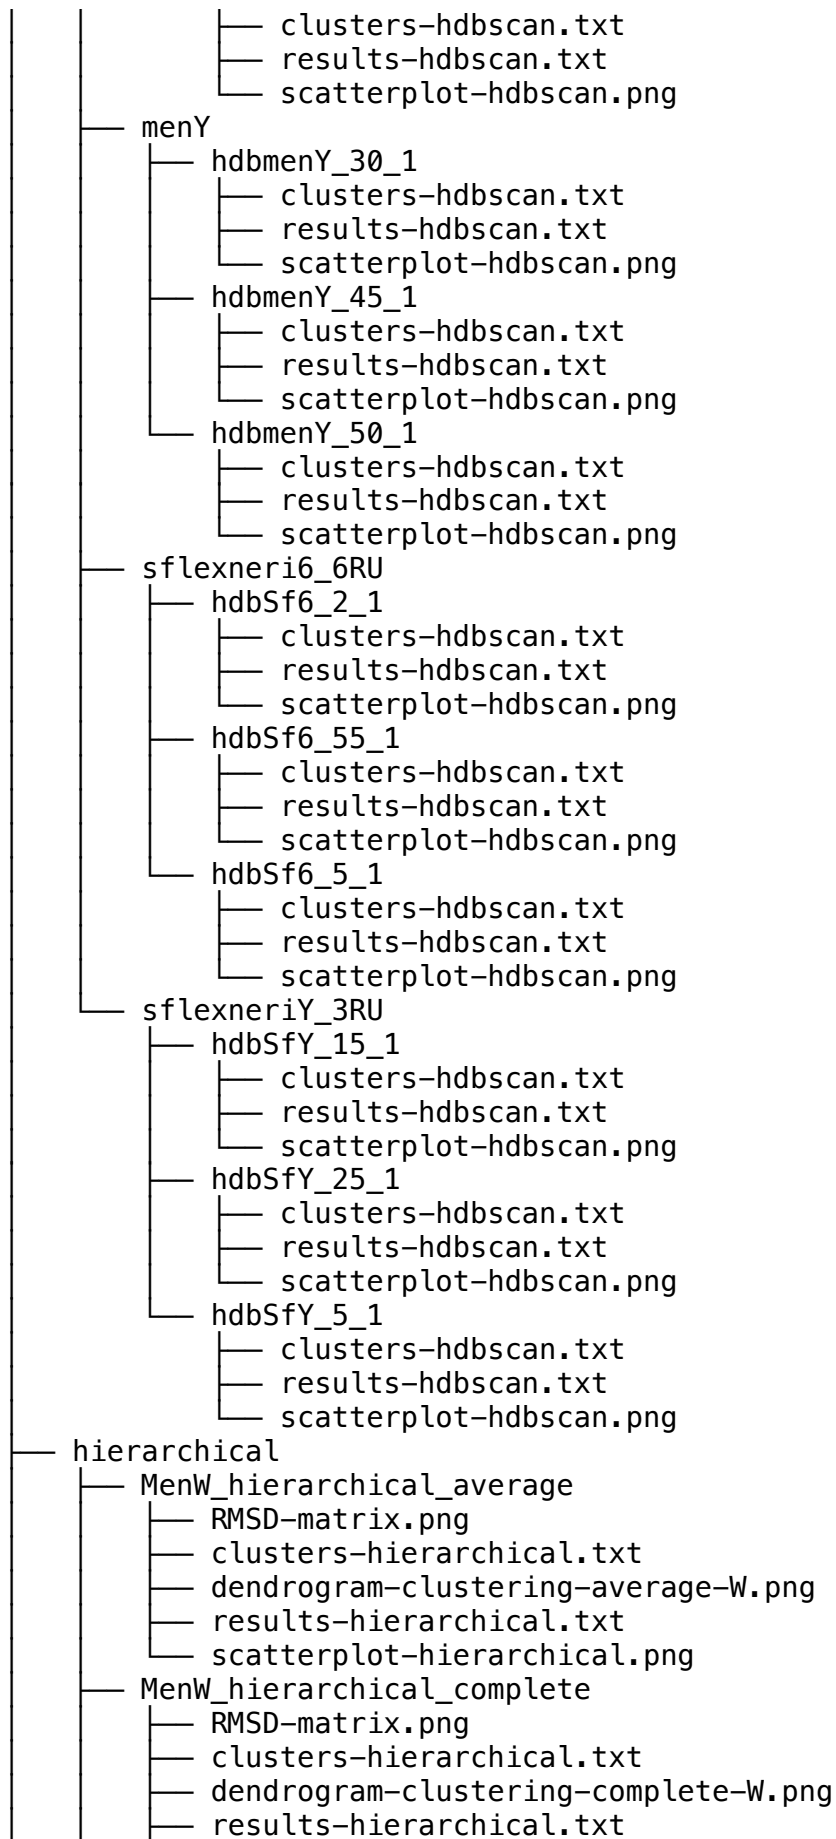 │   │       ├── clusters-hdbscan.txt
│   │       ├── results-hdbscan.txt
│   │       └── scatterplot-hdbscan.png
│   ├── menY
│   │   ├── hdbmenY_30_1
│   │   │   ├── clusters-hdbscan.txt
│   │   │   ├── results-hdbscan.txt
│   │   │   └── scatterplot-hdbscan.png
│   │   ├── hdbmenY_45_1
│   │   │   ├── clusters-hdbscan.txt
│   │   │   ├── results-hdbscan.txt
│   │   │   └── scatterplot-hdbscan.png
│   │   └── hdbmenY_50_1
│   │       ├── clusters-hdbscan.txt
│   │       ├── results-hdbscan.txt
│   │       └── scatterplot-hdbscan.png
│   ├── sflexneri6_6RU
│   │   ├── hdbSf6_2_1
│   │   │   ├── clusters-hdbscan.txt
│   │   │   ├── results-hdbscan.txt
│   │   │   └── scatterplot-hdbscan.png
│   │   ├── hdbSf6_55_1
│   │   │   ├── clusters-hdbscan.txt
│   │   │   ├── results-hdbscan.txt
│   │   │   └── scatterplot-hdbscan.png
│   │   └── hdbSf6_5_1
│   │       ├── clusters-hdbscan.txt
│   │       ├── results-hdbscan.txt
│   │       └── scatterplot-hdbscan.png
│   └── sflexneriY_3RU
│       ├── hdbSfY_15_1
│       │   ├── clusters-hdbscan.txt
│       │   ├── results-hdbscan.txt
│       │   └── scatterplot-hdbscan.png
│       ├── hdbSfY_25_1
│       │   ├── clusters-hdbscan.txt
│       │   ├── results-hdbscan.txt
│       │   └── scatterplot-hdbscan.png
│       └── hdbSfY_5_1
│           ├── clusters-hdbscan.txt
│           ├── results-hdbscan.txt
│           └── scatterplot-hdbscan.png
├── hierarchical
│   ├── MenW_hierarchical_average
│   │   ├── RMSD-matrix.png
│   │   ├── clusters-hierarchical.txt
│   │   ├── dendrogram-clustering-average-W.png
│   │   ├── results-hierarchical.txt
│   │   └── scatterplot-hierarchical.png
│   ├── MenW_hierarchical_complete
│   │   ├── RMSD-matrix.png
│   │   ├── clusters-hierarchical.txt
│   │   ├── dendrogram-clustering-complete-W.png
│   │   ├── results-hierarchical.txt